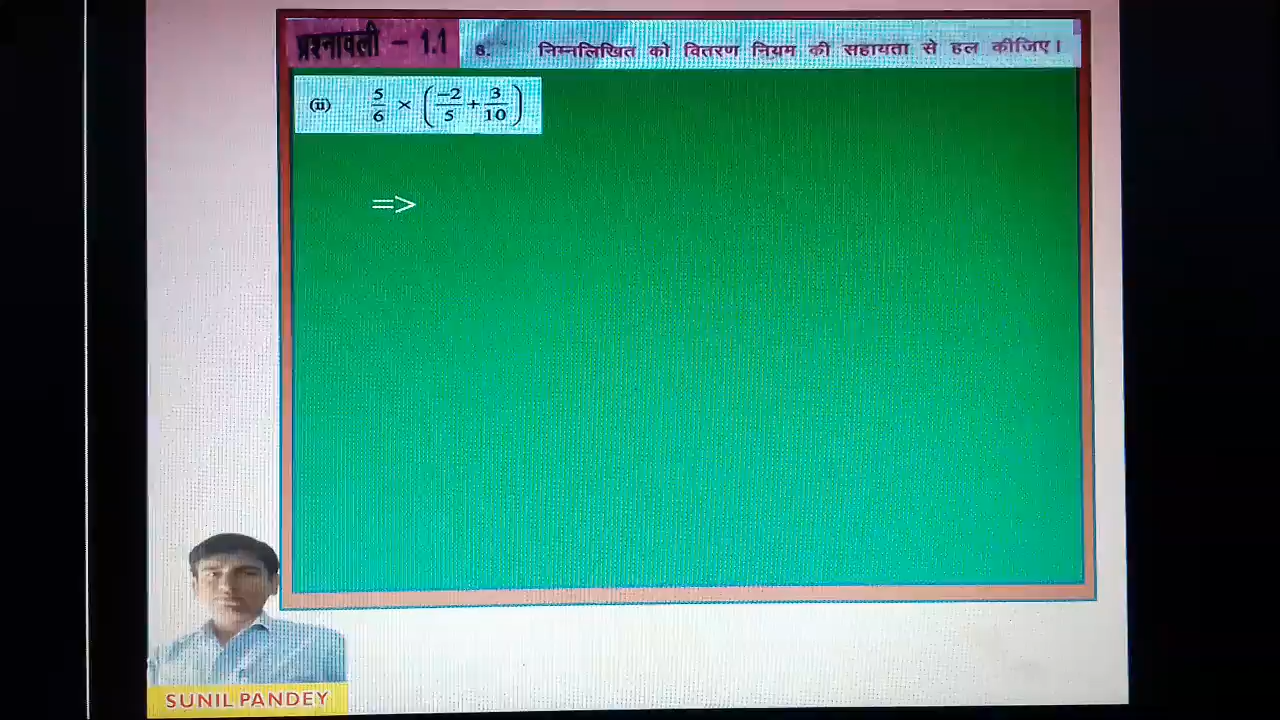 प्रश्नावली – 1.1
8. निम्नलिखित को वितरण नियम की सहायता से हल कीजिए।
(ii) 5/6 × (-2/5 + 3/10)
=>
SUNIL PANDEY